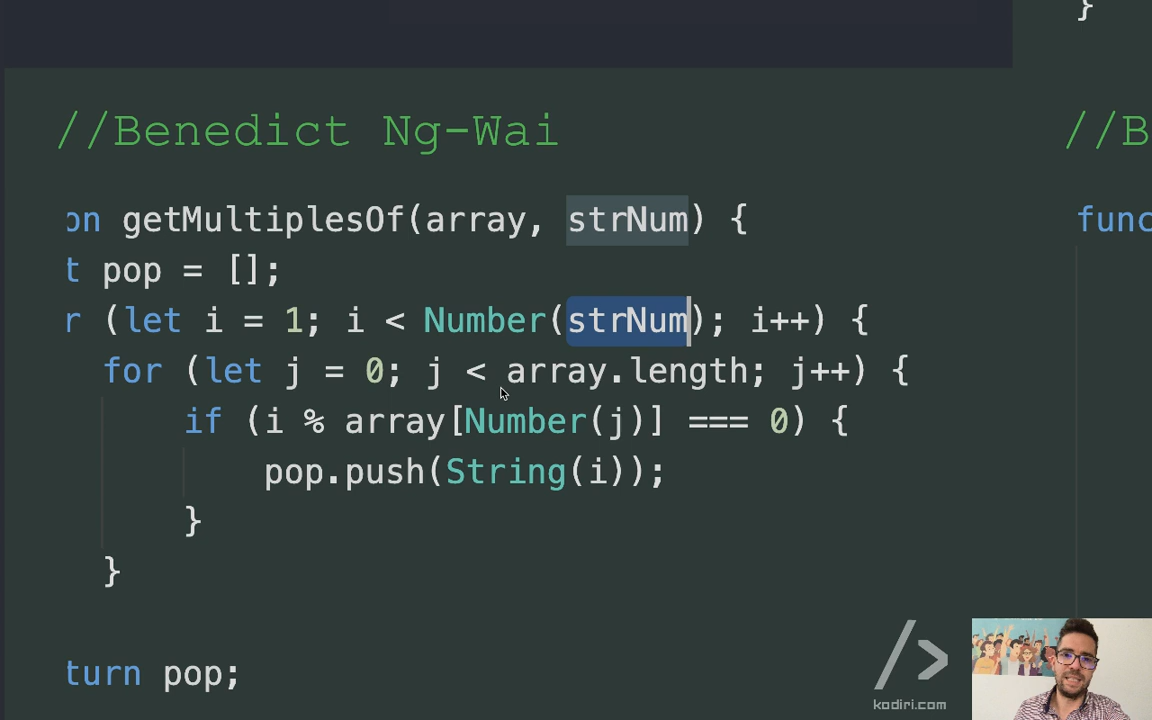 }
//Benedict Ng-Wai
//B
on getMultiplesOf(array, strNum) {
func
t pop = [];
r (let i = 1; i < Number(strNum); i++) {
for (let j = 0; j < array.length; j++) {
if (i % array[Number(j)] === 0) {
pop.push(String(i));
}
}
turn pop;
/>
kodiri.com